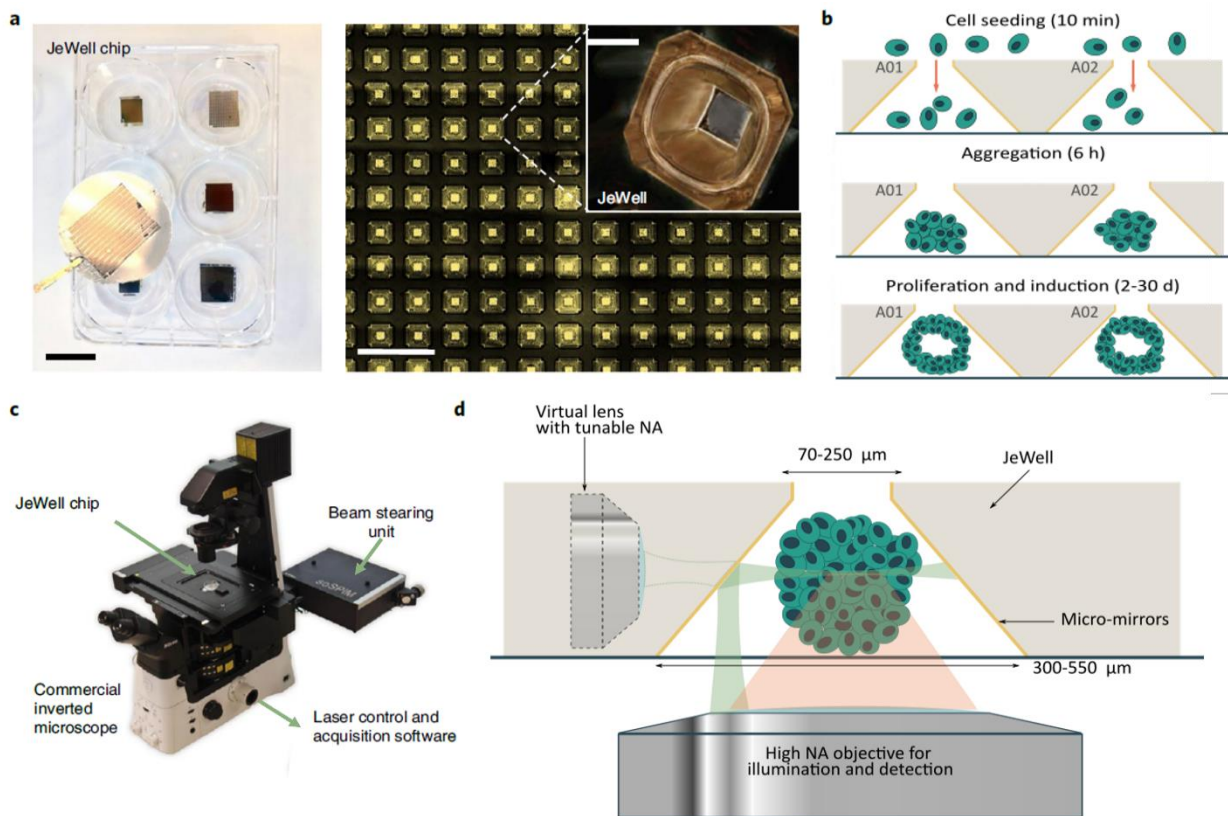 a
JeWell chip
JeWell
b
Cell seeding (10 min)
A01
A02
Aggregation (6 h)
A01
A02
Proliferation and induction (2-30 d)
A01
A02
c
JeWell chip
Beam steering
unit
soSPIM
Commercial
inverted
microscope
Laser control and
acquisition software
d
Virtual lens
with tunable NA
70-250 µm
JeWell
Micro-mirrors
300-550 µm
High NA objective for
illumination and detection